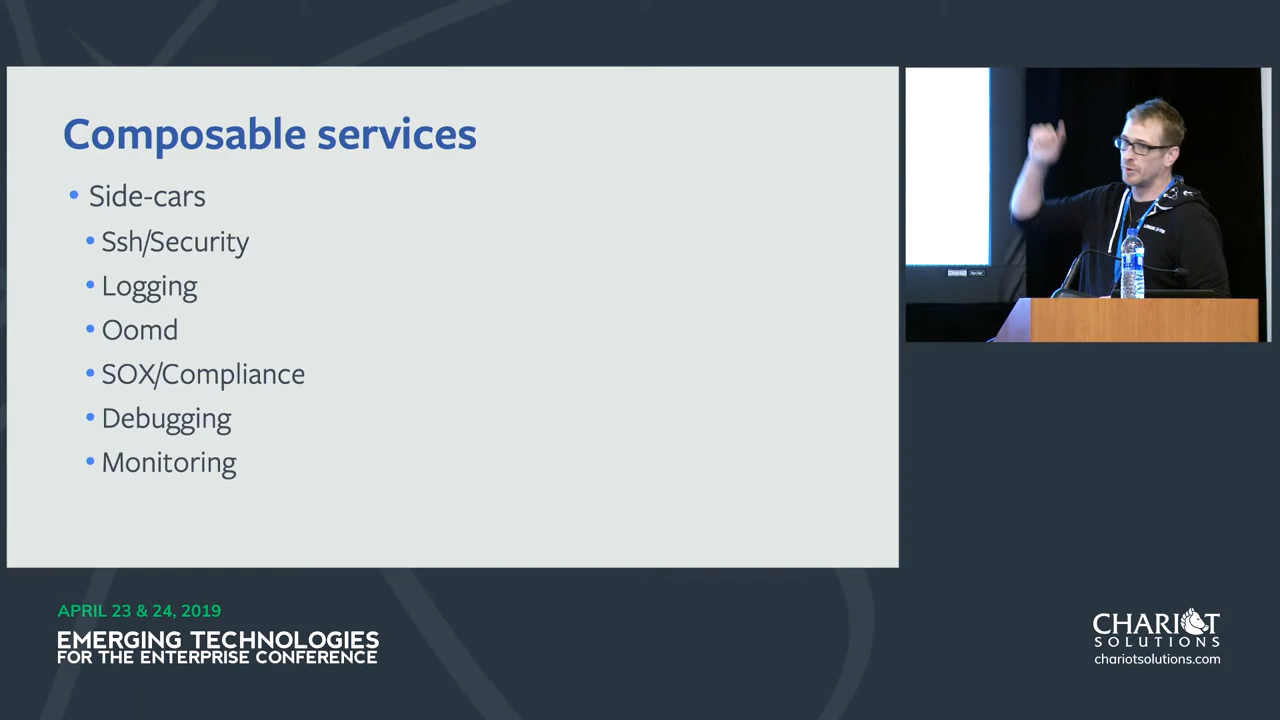 Composable services
Side-cars
Ssh/Security
Logging
Oomd
SOX/Compliance
Debugging
Monitoring
APRIL 23 & 24, 2019
EMERGING TECHNOLOGIES
FOR THE ENTERPRISE CONFERENCE
CHARIOT
SOLUTIONS
chariotsolutions.com